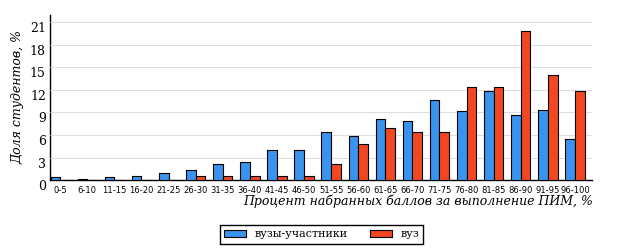 Доля студентов, %
21
18
15
12
9
6
3
0
0-5 6-10 11-15 16-20 21-25 26-30 31-35 36-40 41-45 46-50 51-55 56-60 61-65 66-70 71-75 76-80 81-85 86-90 91-95 96-100
Процент набранных баллов за выполнение ПИМ, %
вузы-участники вуз